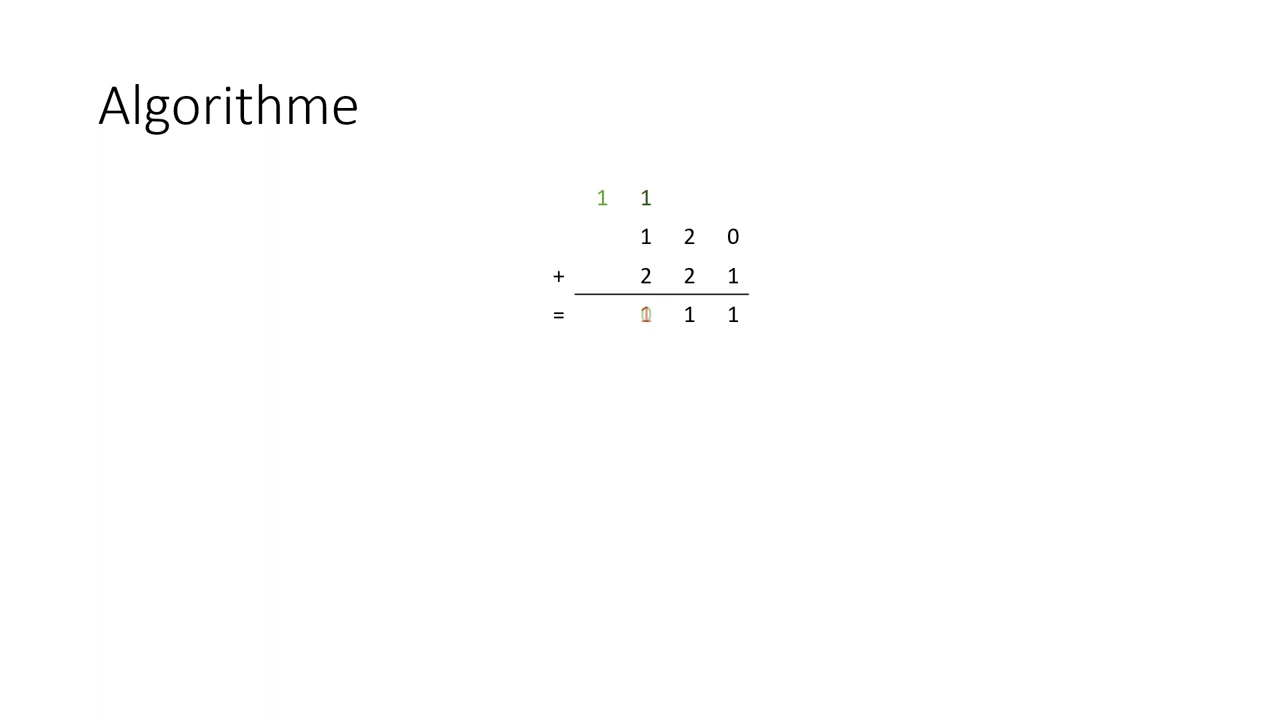 Algorithme
1 1
1 2 0
+ 2 2 1
= 1 1